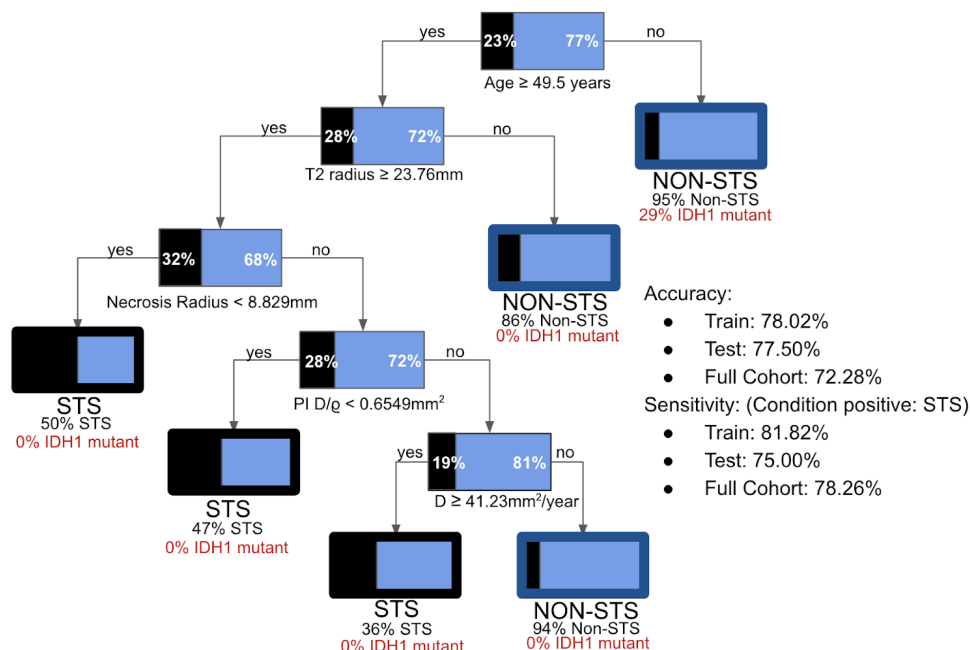 yes
23%
77%
no
Age ≥ 49.5 years
yes
28%
72%
no
T2 radius ≥ 23.76mm
NON-STS
95% Non-STS
29% IDH1 mutant
yes
32%
68%
no
Necrosis Radius < 8.829mm
NON-STS
86% Non-STS
0% IDH1 mutant
yes
28%
72%
no
PI D/ϱ < 0.6549mm²
STS
50% STS
0% IDH1 mutant
yes
19%
81%
no
D ≥ 41.23mm²/year
STS
47% STS
0% IDH1 mutant
STS
36% STS
0% IDH1 mutant
NON-STS
94% Non-STS
0% IDH1 mutant
Accuracy:
● Train: 78.02%
● Test: 77.50%
● Full Cohort: 72.28%
Sensitivity: (Condition positive: STS)
● Train: 81.82%
● Test: 75.00%
● Full Cohort: 78.26%